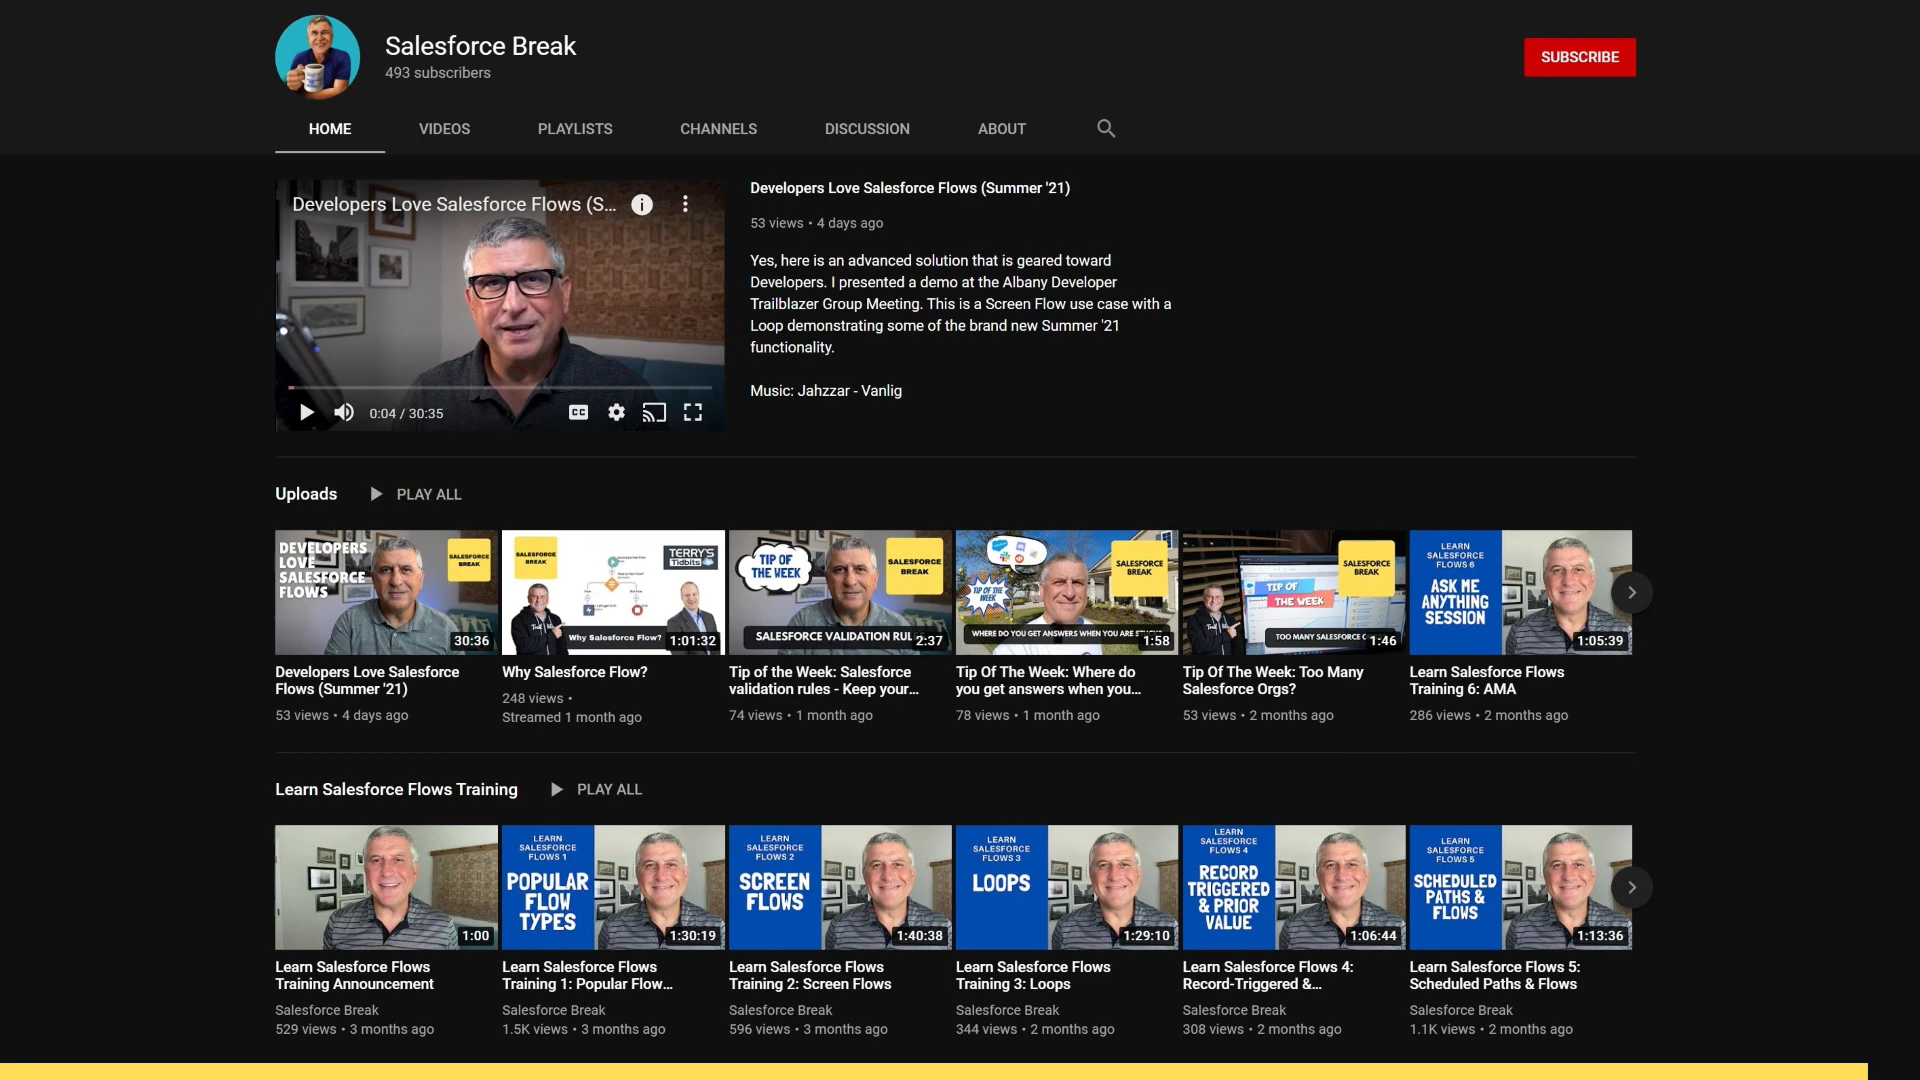 Salesforce Break
493 subscribers
SUBSCRIBE
HOME VIDEOS PLAYLISTS CHANNELS DISCUSSION ABOUT
Developers Love Salesforce Flows (S...
0:04 / 30:35
CC
Developers Love Salesforce Flows (Summer '21)
53 views • 4 days ago
Yes, here is an advanced solution that is geared toward
Developers. I presented a demo at the Albany Developer
Trailblazer Group Meeting. This is a Screen Flow use case with a
Loop demonstrating some of the brand new Summer '21
functionality.
Music: Jahzzar - Vanlig
Uploads PLAY ALL
DEVELOPERS
LOVE
SALESFORCE
FLOWS
SALESFORCE
BREAK
30:36
Developers Love Salesforce
Flows (Summer '21)
53 views • 4 days ago
SALESFORCE
BREAK
TERRY'S
Tidbits
Why Salesforce Flow?
1:01:32
Why Salesforce Flow?
248 views •
Streamed 1 month ago
TIP OF
THE WEEK
SALESFORCE
BREAK
SALESFORCE VALIDATION RUL
2:37
Tip of the Week: Salesforce
validation rules - Keep your...
74 views • 1 month ago
TIP OF THE
WEEK
SALESFORCE
BREAK
WHERE DO YOU GET ANSWERS WHEN YOU ARE
1:58
Tip Of The Week: Where do
you get answers when you...
78 views • 1 month ago
TIP OF
THE WEEK
SALESFORCE
BREAK
TOO MANY SALESFORCE
1:46
Tip Of The Week: Too Many
Salesforce Orgs?
53 views • 2 months ago
LEARN
SALESFORCE
FLOWS 6
ASK ME
ANYTHING
SESSION
1:05:39
Learn Salesforce Flows
Training 6: AMA
286 views • 2 months ago
Learn Salesforce Flows Training PLAY ALL
1:00
Learn Salesforce Flows
Training Announcement
Salesforce Break
529 views • 3 months ago
LEARN
SALESFORCE
FLOWS 1
POPULAR
FLOW
TYPES
1:30:19
Learn Salesforce Flows
Training 1: Popular Flow...
Salesforce Break
1.5K views • 3 months ago
LEARN
SALESFORCE
FLOWS 2
SCREEN
FLOWS
1:40:38
Learn Salesforce Flows
Training 2: Screen Flows
Salesforce Break
596 views • 3 months ago
LEARN
SALESFORCE
FLOWS 3
LOOPS
1:29:10
Learn Salesforce Flows
Training 3: Loops
Salesforce Break
344 views • 2 months ago
LEARN
SALESFORCE
FLOWS 4
RECORD
TRIGGERED
& PRIOR
VALUE
1:06:44
Learn Salesforce Flows 4:
Record-Triggered &...
Salesforce Break
308 views • 2 months ago
LEARN
SALESFORCE
FLOWS 5
SCHEDULED
PATHS &
FLOWS
1:13:36
Learn Salesforce Flows 5:
Scheduled Paths & Flows
Salesforce Break
1.1K views • 2 months ago